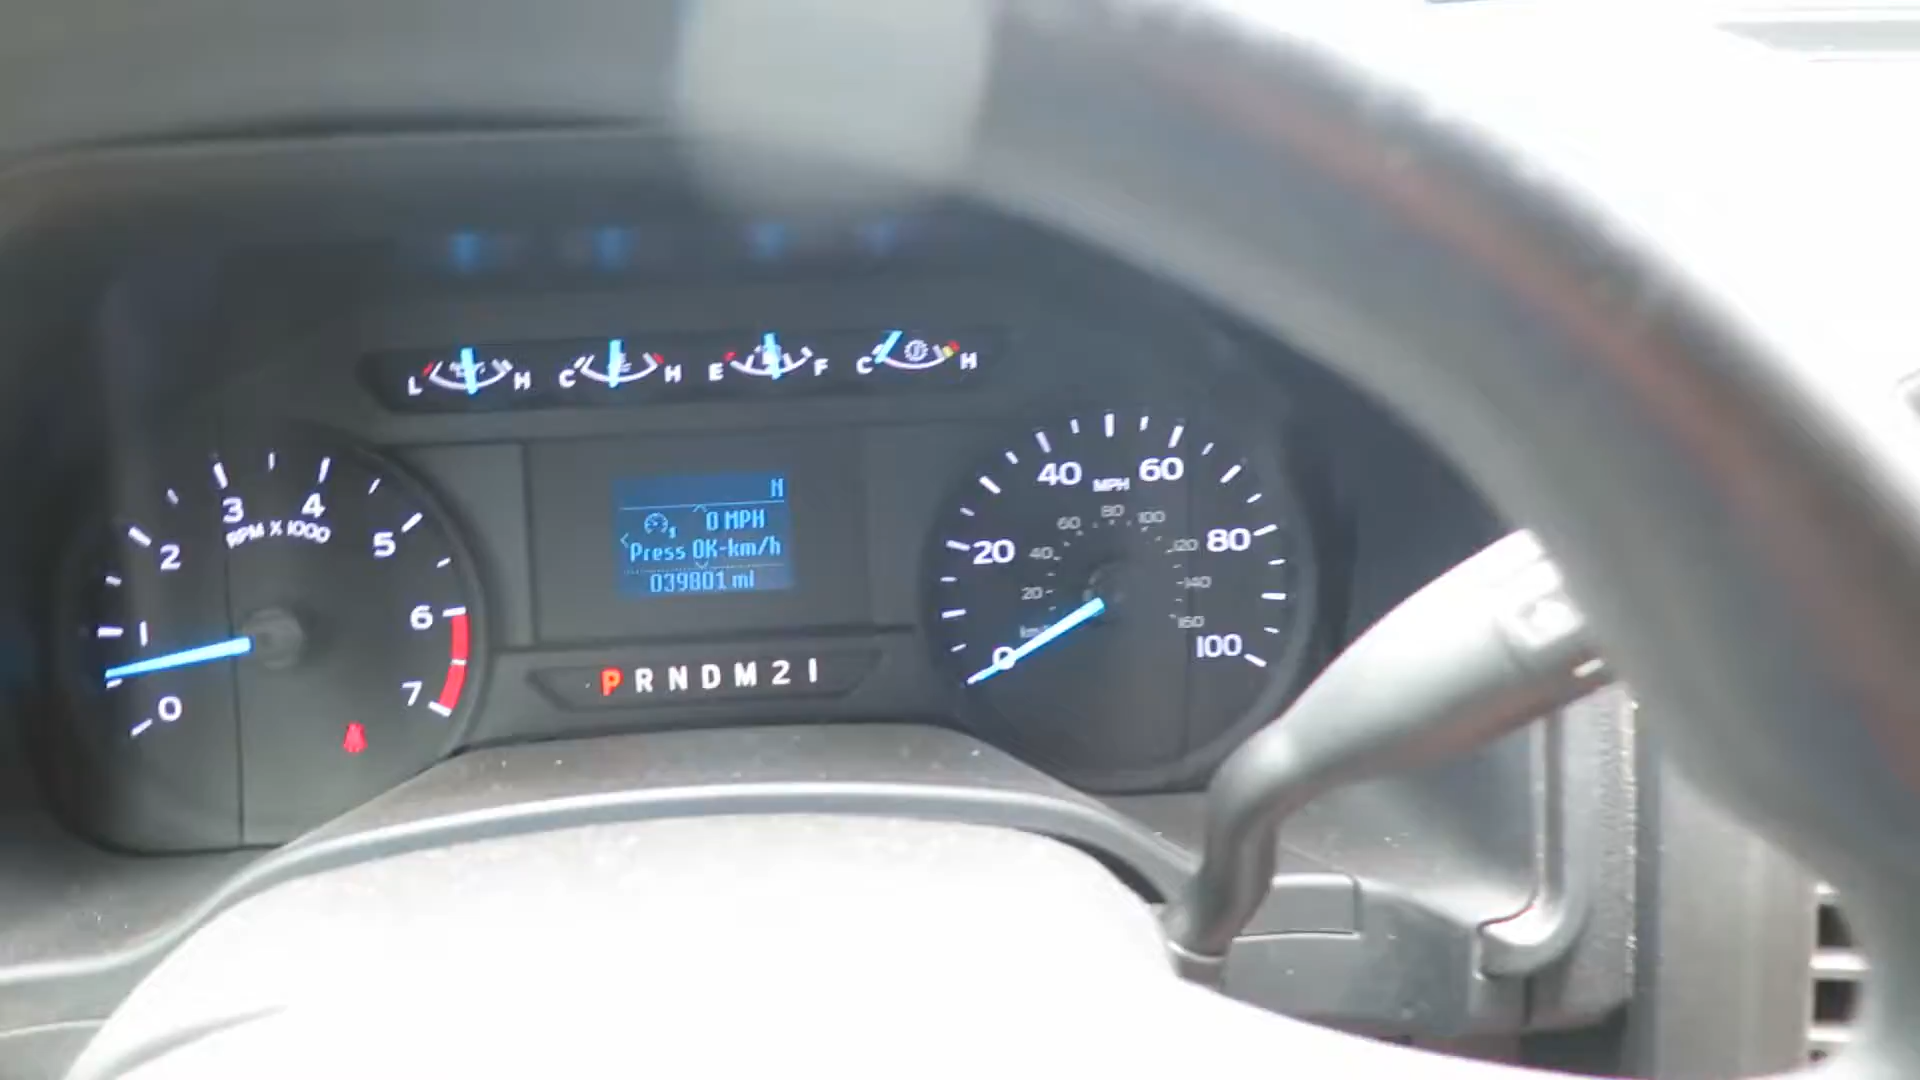 L H C H E F C H
0 1 2 3 4 5 6 7
RPM X 1000
N
0 MPH
Press OK-km/h
039801 mi
P R N D M 2 1
0 20 40 60 80 100
MPH
20 40 60 80 100 120 140 160